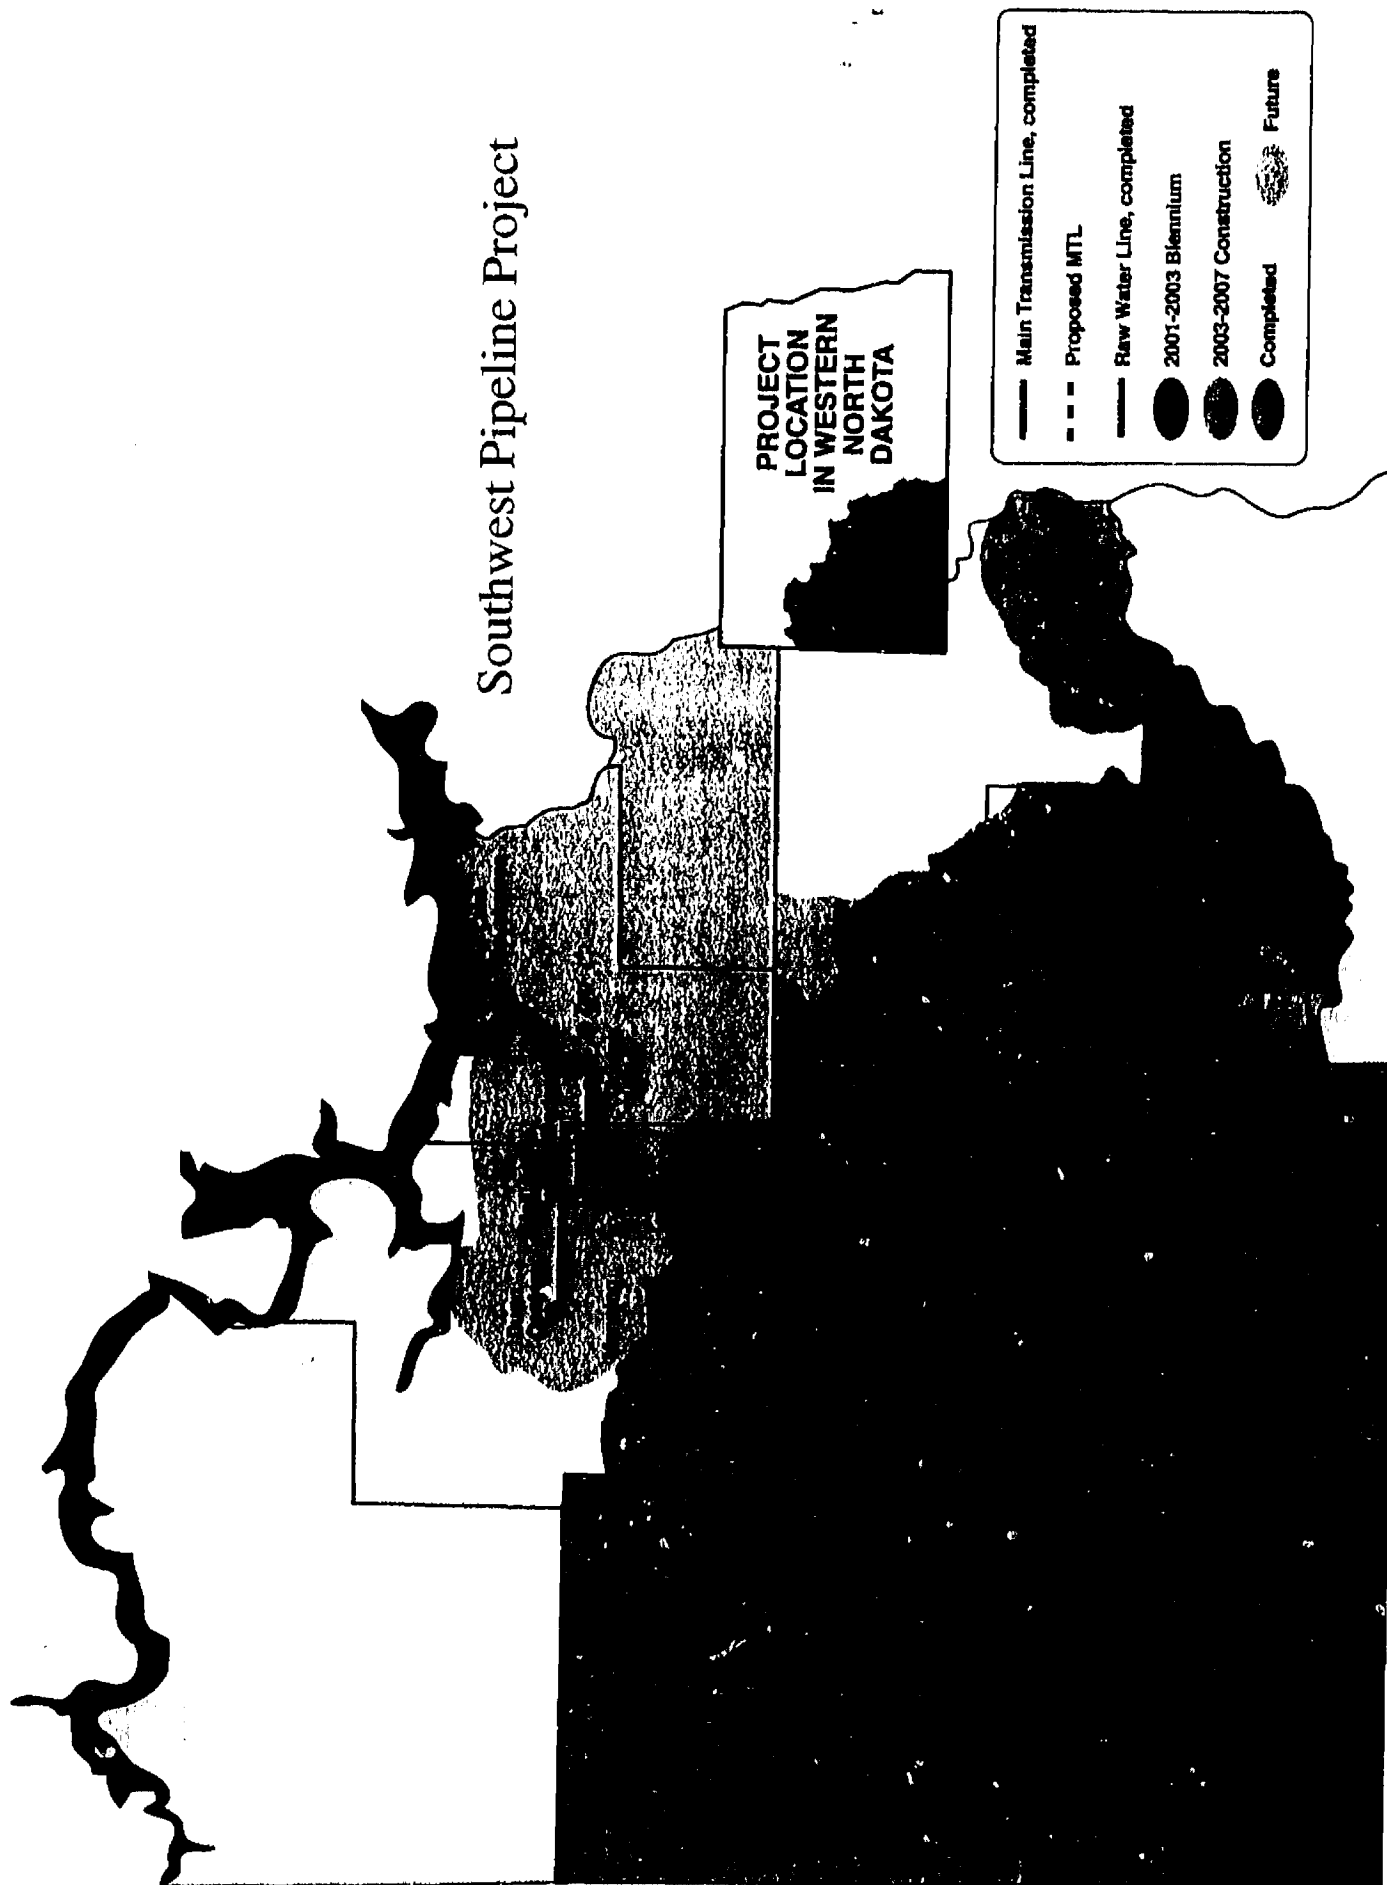 Southwest Pipeline Project
PROJECT
LOCATION
IN WESTERN
NORTH
DAKOTA
Main Transmission Line, completed
Proposed MTL
Raw Water Line, completed
2001-2003 Biennium
2003-2007 Construction
Completed
Future